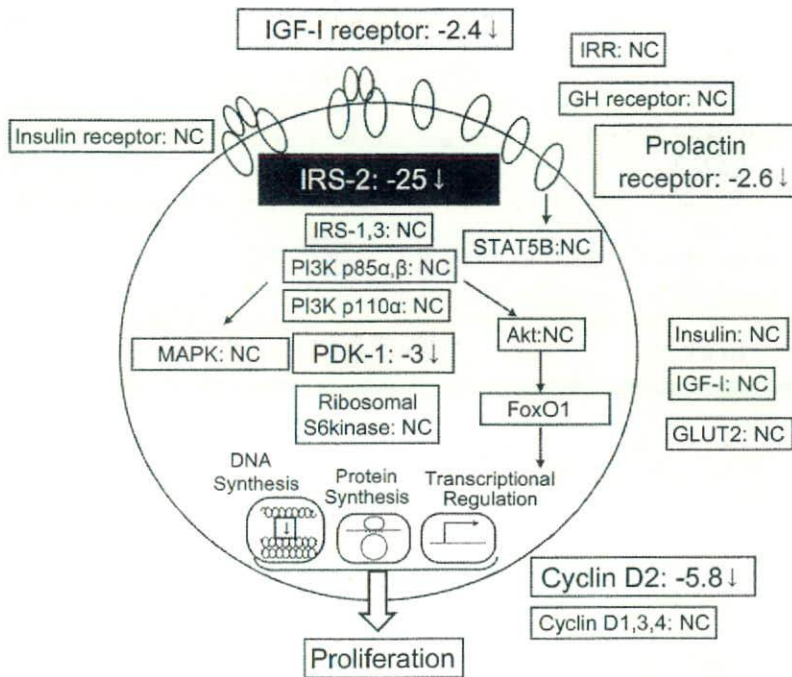 IGF-I receptor: -2.4↓
IRR: NC
GH receptor: NC
Insulin receptor: NC
Prolactin
receptor: -2.6↓
IRS-2: -25↓
IRS-1,3: NC
STAT5B:NC
PI3K p85α,β: NC
PI3K p110α: NC
MAPK: NC
PDK-1: -3↓
Akt:NC
Insulin: NC
IGF-I: NC
Ribosomal
S6kinase: NC
FoxO1
GLUT2: NC
DNA
Synthesis
Protein
Synthesis
Transcriptional
Regulation
↓
Cyclin D2: -5.8↓
Cyclin D1,3,4: NC
Proliferation